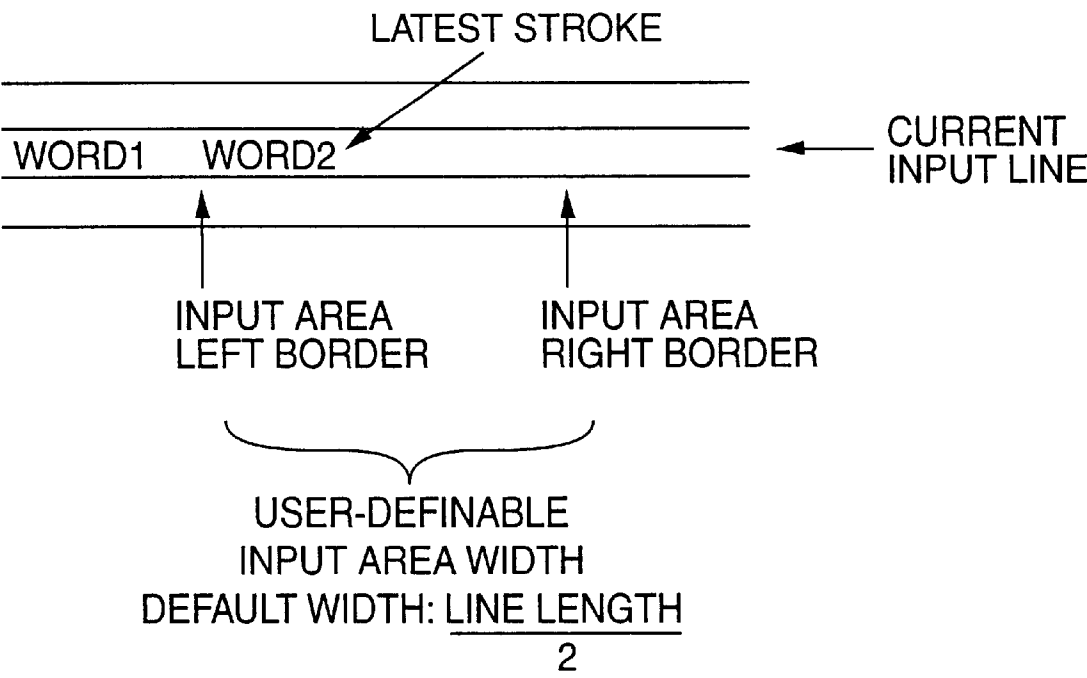 LATEST STROKE
WORD1 WORD2
CURRENT
INPUT LINE
INPUT AREA
LEFT BORDER
INPUT AREA
RIGHT BORDER
USER-DEFINABLE
INPUT AREA WIDTH
DEFAULT WIDTH: LINE LENGTH
2